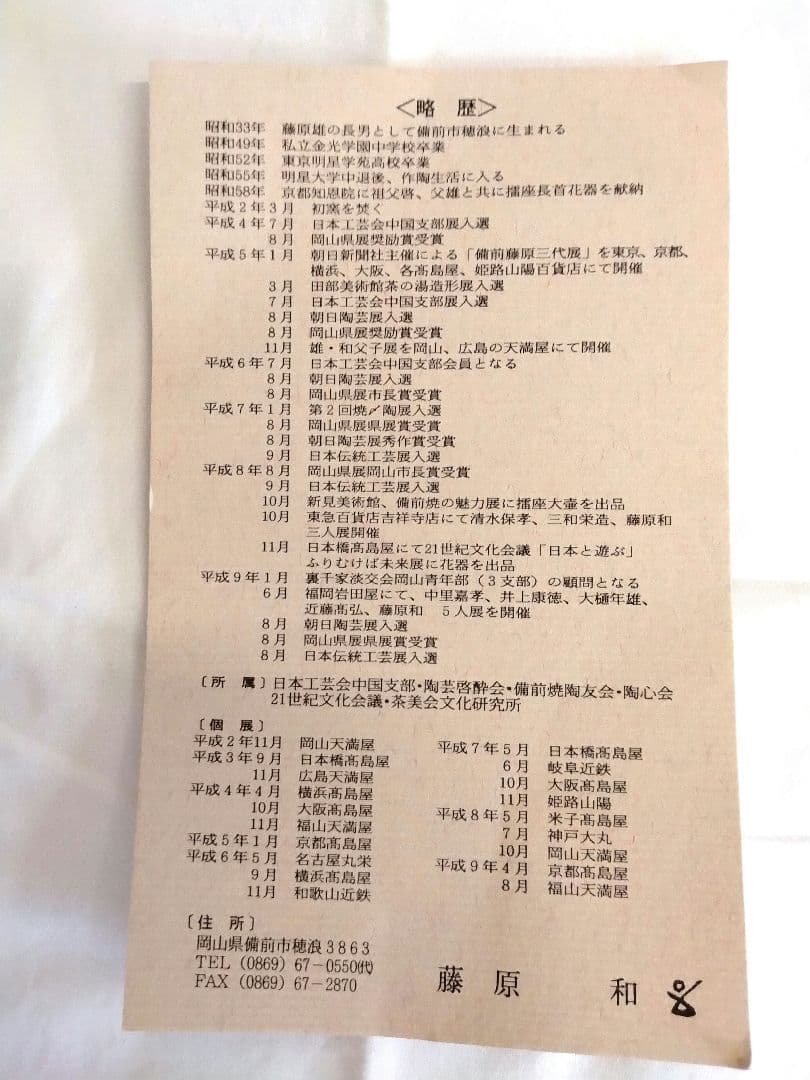 ＜略 歴＞
昭和33年 藤原雄の長男として備前市穂浪に生まれる
昭和49年 私立金光学園中学校卒業
昭和52年 東京明星学苑高校卒業
昭和55年 明星大学中退後、作陶生活に入る
昭和58年 京都知恩院に祖父啓、父雄と共に擂座長首花器を献納
平成２年３月 初窯を焚く
平成４年７月 日本工芸会中国支部展入選
８月 岡山県展奨励賞受賞
平成５年１月 朝日新聞社主催による「備前藤原三代展」を東京、京都、
横浜、大阪、各髙島屋、姫路山陽百貨店にて開催
３月 田部美術館茶の湯造形展入選
７月 日本工芸会中国支部展入選
８月 朝日陶芸展入選
８月 岡山県展奨励賞受賞
11月 雄・和父子展を岡山、広島の天満屋にて開催
平成６年７月 日本工芸会中国支部会員となる
８月 朝日陶芸展入選
８月 岡山県展市長賞受賞
平成７年１月 第２回焼〆陶展入選
８月 岡山県展県展賞受賞
８月 朝日陶芸展秀作賞受賞
９月 日本伝統工芸展入選
平成８年８月 岡山県展岡山市長賞受賞
９月 日本伝統工芸展入選
10月 新見美術館、備前焼の魅力展に擂座大壷を出品
10月 東急百貨店吉祥寺店にて清水保孝、三和栄造、藤原和
三人展開催
11月 日本橋髙島屋にて21世紀文化会議「日本と遊ぶ」
ふりむけば未来展に花器を出品
平成９年１月 裏千家淡交会岡山青年部（３支部）の顧問となる
６月 福岡岩田屋にて、中里嘉孝、井上康徳、大樋年雄、
近藤髙弘、藤原和 ５人展を開催
８月 朝日陶芸展入選
８月 岡山県展県展賞受賞
８月 日本伝統工芸展入選
〔所 属〕日本工芸会中国支部・陶芸啓酔会・備前焼陶友会・陶心会
21世紀文化会議・茶美会文化研究所
〔個 展〕
平成２年11月 岡山天満屋
平成３年９月 日本橋髙島屋
11月 広島天満屋
平成４年４月 横浜髙島屋
10月 大阪髙島屋
11月 福山天満屋
平成５年１月 京都髙島屋
平成６年５月 名古屋丸栄
９月 横浜髙島屋
11月 和歌山近鉄
平成７年５月 日本橋髙島屋
６月 岐阜近鉄
10月 大阪髙島屋
11月 姫路山陽
平成８年５月 米子髙島屋
７月 神戸大丸
10月 岡山天満屋
平成９年４月 京都髙島屋
８月 福山天満屋
〔住 所〕
岡山県備前市穂浪3863
TEL (0869) 67－0550㈹
FAX (0869) 67－2870
藤原 和